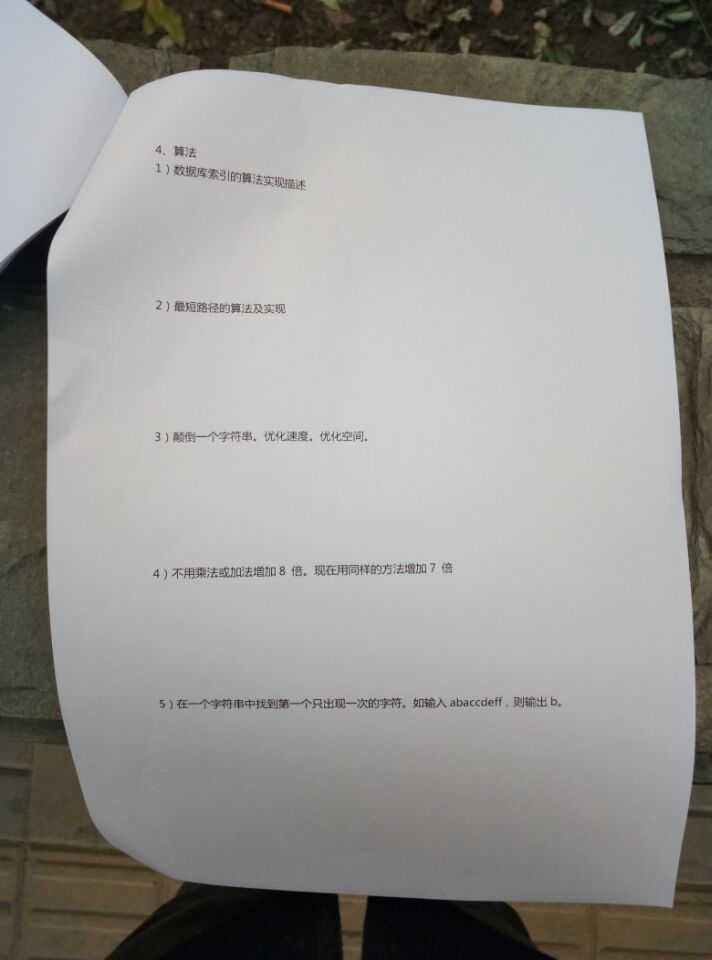 4、算法
1）数据库索引的算法实现描述
2）最短路径的算法及实现
3）颠倒一个字符串。优化速度。优化空间。
4）不用乘法或加法增加 8 倍。现在用同样的方法增加 7 倍
5）在一个字符串中找到第一个只出现一次的字符。如输入 abaccdeff，则输出 b。